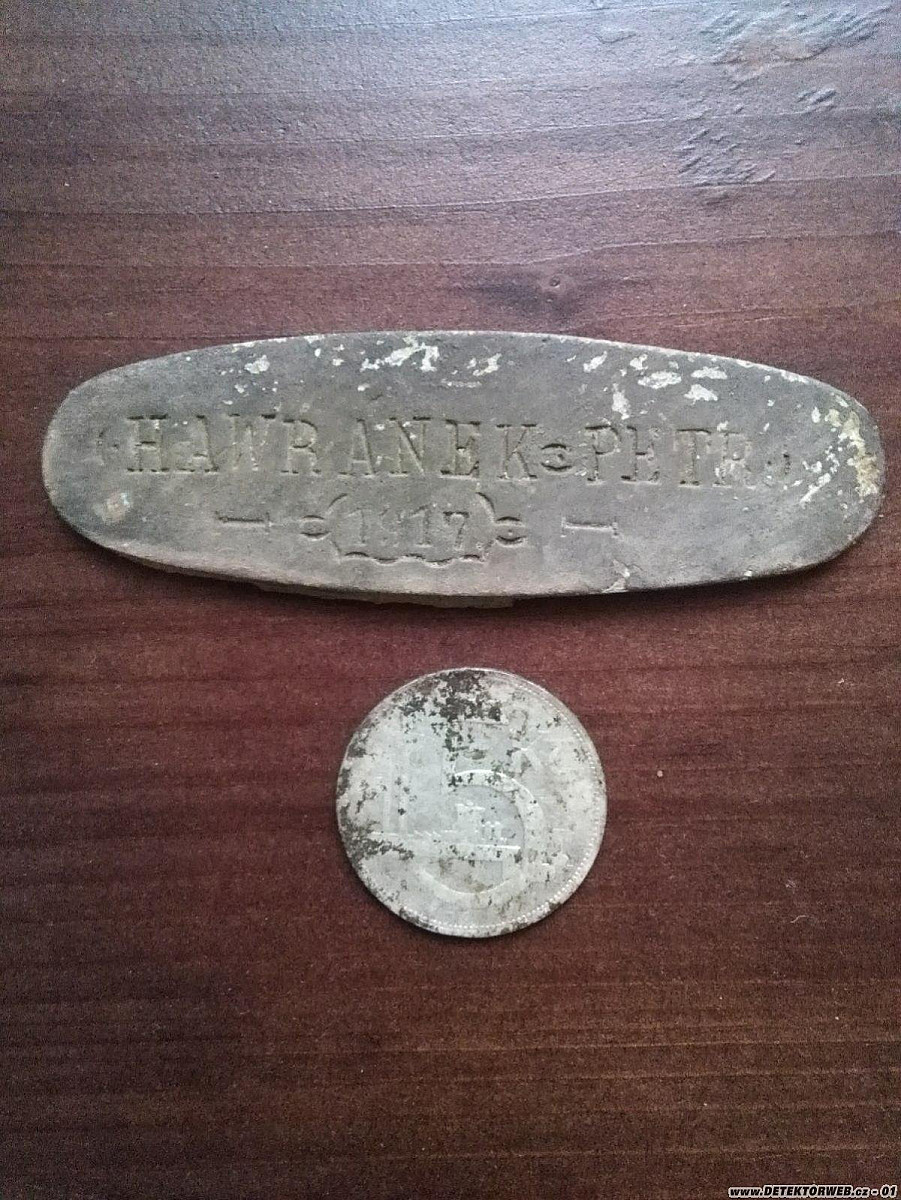 HAWRANEK PETR
1917
5
www.DETEKTORWEB.cz - 01